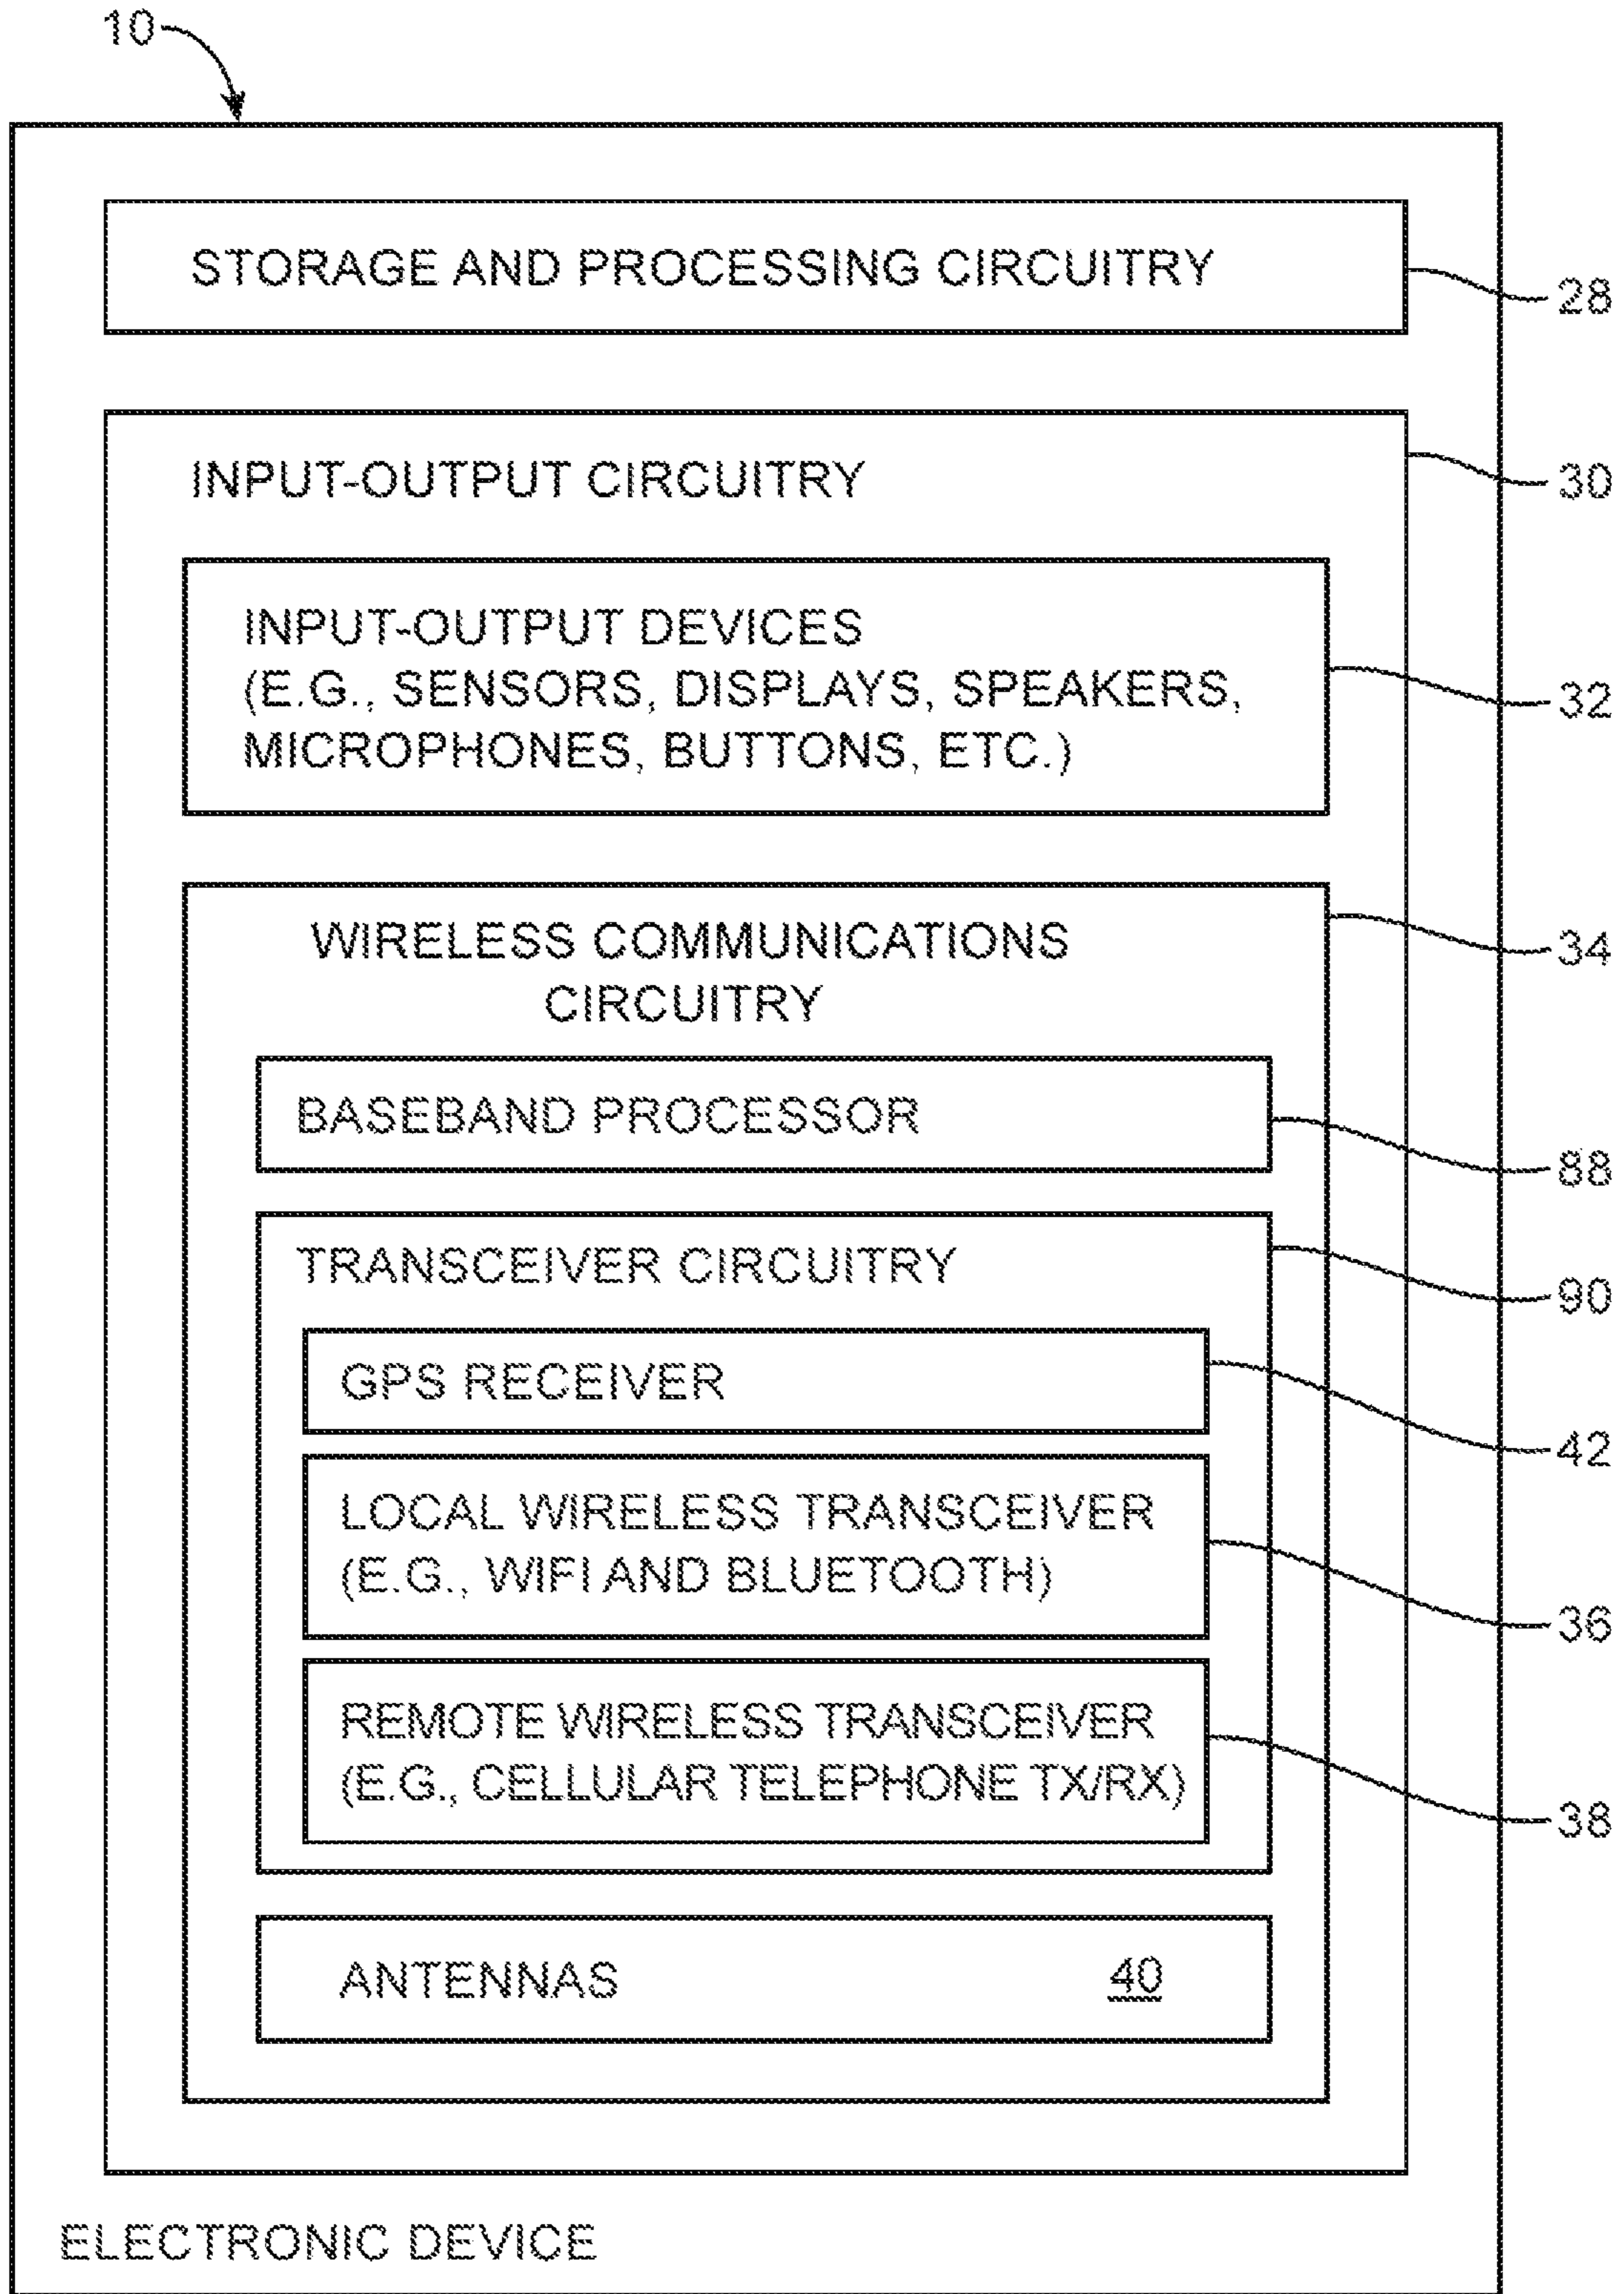 10
STORAGE AND PROCESSING CIRCUITRY
28
INPUT-OUTPUT CIRCUITRY
30
INPUT-OUTPUT DEVICES
(E.G., SENSORS, DISPLAYS, SPEAKERS,
MICROPHONES, BUTTONS, ETC.)
32
WIRELESS COMMUNICATIONS
CIRCUITRY
34
BASEBAND PROCESSOR
88
TRANSCEIVER CIRCUITRY
90
GPS RECEIVER
42
LOCAL WIRELESS TRANSCEIVER
(E.G., WIFI AND BLUETOOTH)
36
REMOTE WIRELESS TRANSCEIVER
(E.G., CELLULAR TELEPHONE TX/RX)
38
ANTENNAS 40
ELECTRONIC DEVICE